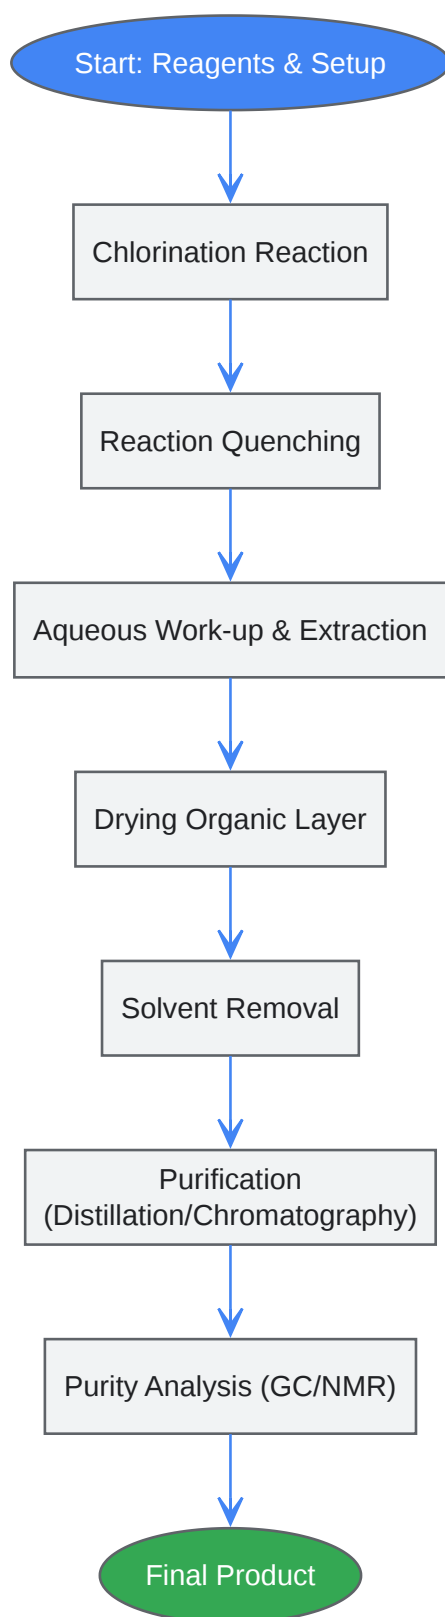 Start: Reagents & Setup
Chlorination Reaction
Reaction Quenching
Aqueous Work-up & Extraction
Drying Organic Layer
Solvent Removal
Purification
(Distillation/Chromatography)
Purity Analysis (GC/NMR)
Final Product